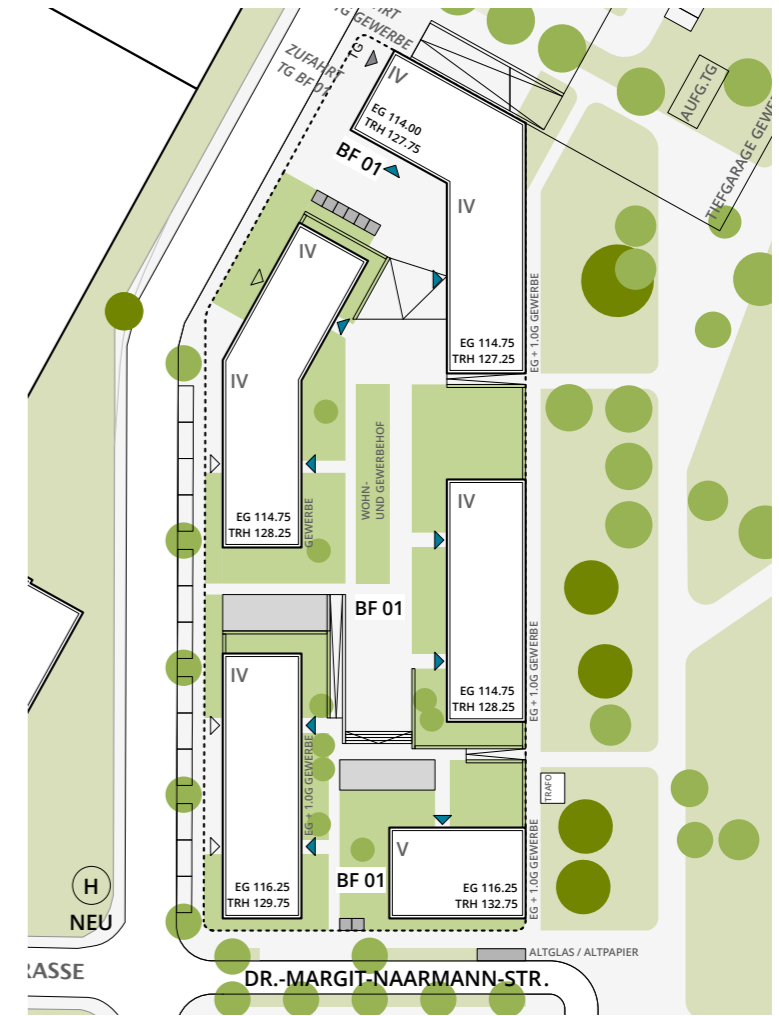 ZUFAHRT
TG GEWERBE
ZUFAHRT
TG BF 01
TG
IV
EG 114.00
TRH 127.75
BF 01
AUFG.TG
TIEFGARAGE GEWE
IV
IV
EG 114.75
TRH 127.25
EG + 1.OG GEWERBE
IV
EG 114.75
TRH 128.25
GEWERBE
WOHN-
UND GEWERBEHOF
IV
EG 114.75
TRH 128.25
EG + 1.OG GEWERBE
BF 01
IV
EG + 1.OG GEWERBE
EG 116.25
TRH 129.75
TRAFO
V
BF 01
EG 116.25
TRH 132.75
EG + 1.OG GEWERBE
H
NEU
ALTGLAS / ALTPAPIER
RASSE
DR.-MARGIT-NAARMANN-STR.